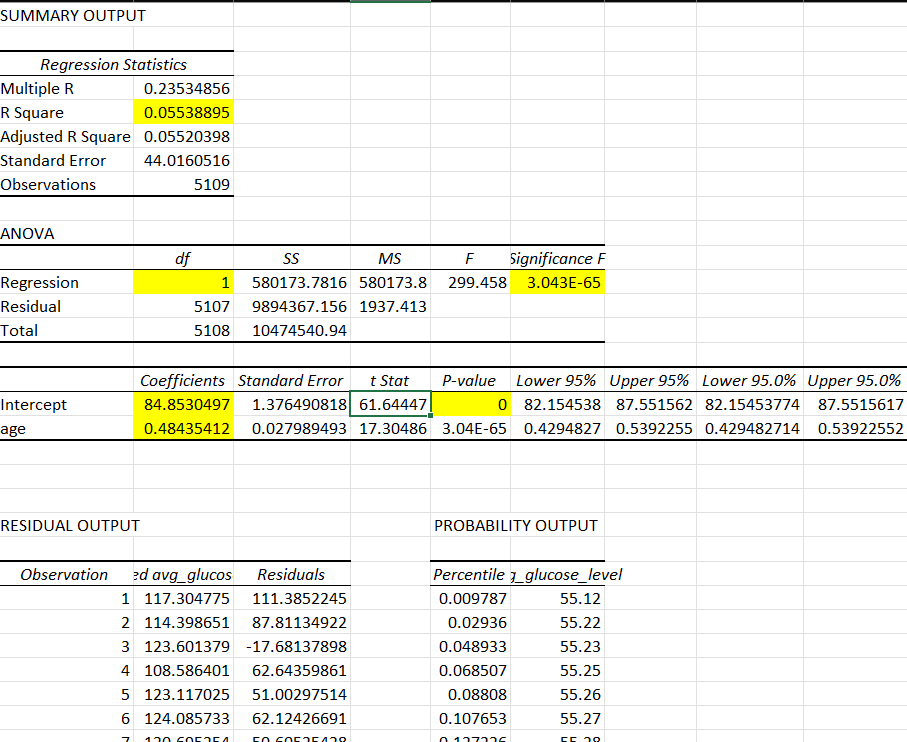 SUMMARY OUTPUT
Regression Statistics
Multiple R 0.23534856
R Square 0.05538895
Adjusted R Square 0.05520398
Standard Error 44.0160516
Observations 5109
ANOVA
df SS MS F Significance F
Regression 1 580173.7816 580173.8 299.458 3.043E-65
Residual 5107 9894367.156 1937.413
Total 5108 10474540.94
Coefficients Standard Error t Stat P-value Lower 95% Upper 95% Lower 95.0% Upper 95.0%
Intercept 84.8530497 1.376490818 61.64447 0 82.154538 87.551562 82.15453774 87.5515617
age 0.48435412 0.027989493 17.30486 3.04E-65 0.4294827 0.5392255 0.429482714 0.53922552
RESIDUAL OUTPUT PROBABILITY OUTPUT
Observation ed avg_glucos Residuals Percentile g_glucose_level
1 117.304775 111.3852245 0.009787 55.12
2 114.398651 87.81134922 0.02936 55.22
3 123.601379 -17.68137898 0.048933 55.23
4 108.586401 62.64359861 0.068507 55.25
5 123.117025 51.00297514 0.08808 55.26
6 124.085733 62.12426691 0.107653 55.27